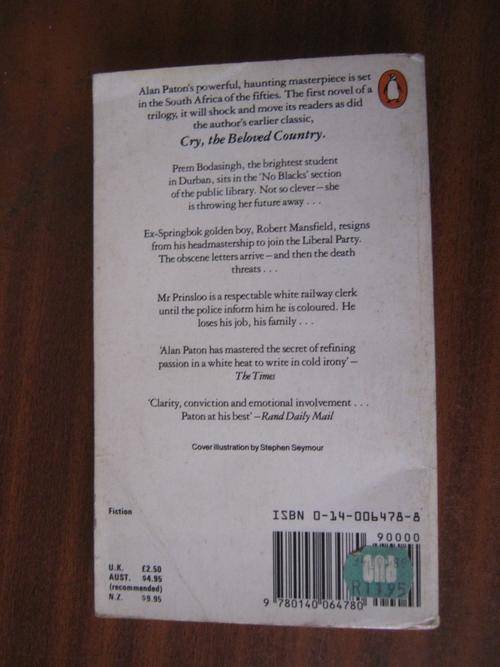 Alan Paton's powerful, haunting masterpiece is set
in the South Africa of the fifties. The first novel of a
trilogy, it will shock and move its readers as did
the author's earlier classic,
Cry, the Beloved Country.
Prem Bodasingh, the brightest student
in Durban, sits in the 'No Blacks' section
of the public library. Not so clever – she
is throwing her future away . . .
Ex-Springbok golden boy, Robert Mansfield, resigns
from his headmastership to join the Liberal Party.
The obscene letters arrive – and then the death
threats . . .
Mr Prinsloo is a respectable white railway clerk
until the police inform him he is coloured. He
loses his job, his family . . .
'Alan Paton has mastered the secret of refining
passion in a white heat to write in cold irony' –
The Times
'Clarity, conviction and emotional involvement . . .
Paton at his best' – Rand Daily Mail
Cover illustration by Stephen Seymour
Fiction
ISBN 0-14-006478-8
90000
U.K. £2.50
AUST. $4.95
(recommended)
N.Z. $9.95
9 780140 064780